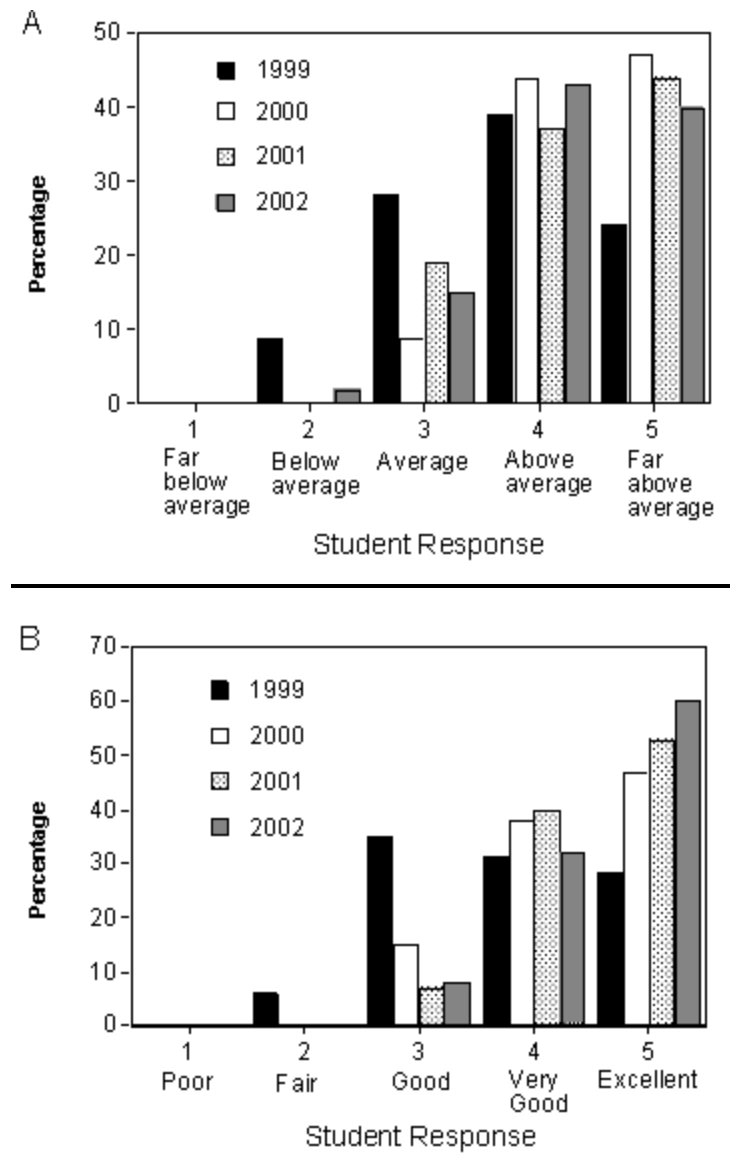 A
50
40
30
20
10
0
Percentage
1999
2000
2001
2002
1 2 3 4 5
Far below average
Below average
Average
Above average
Far above average
Student Response
B
70
60
50
40
30
20
10
0
Percentage
1999
2000
2001
2002
1 2 3 4 5
Poor
Fair
Good
Very Good
Excellent
Student Response